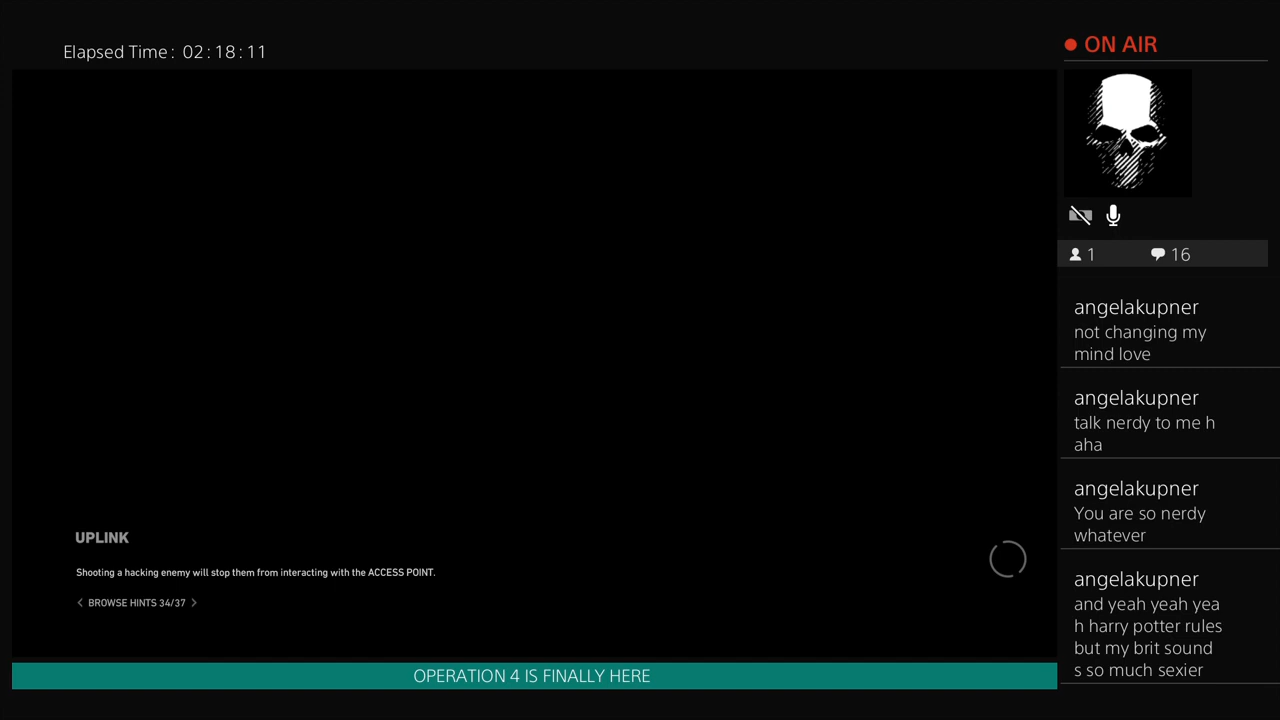 Elapsed Time: 02:18:11
ON AIR
1
16
angelakupner
not changing my
mind love
angelakupner
talk nerdy to me h
aha
angelakupner
You are so nerdy
whatever
angelakupner
and yeah yeah yea
h harry potter rules
but my brit sound
s so much sexier
UPLINK
Shooting a hacking enemy will stop them from interacting with the ACCESS POINT.
BROWSE HINTS 34/37
OPERATION 4 IS FINALLY HERE